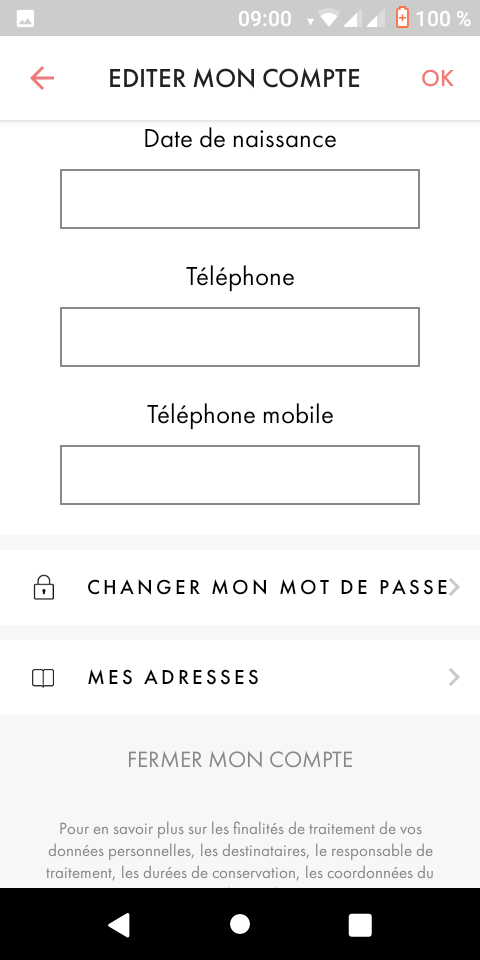 09:00
100 %
EDITER MON COMPTE
OK
Date de naissance
Téléphone
Téléphone mobile
CHANGER MON MOT DE PASSE
MES ADRESSES
FERMER MON COMPTE
Pour en savoir plus sur les finalités de traitement de vos
données personnelles, les destinataires, le responsable de
traitement, les durées de conservation, les coordonnées du